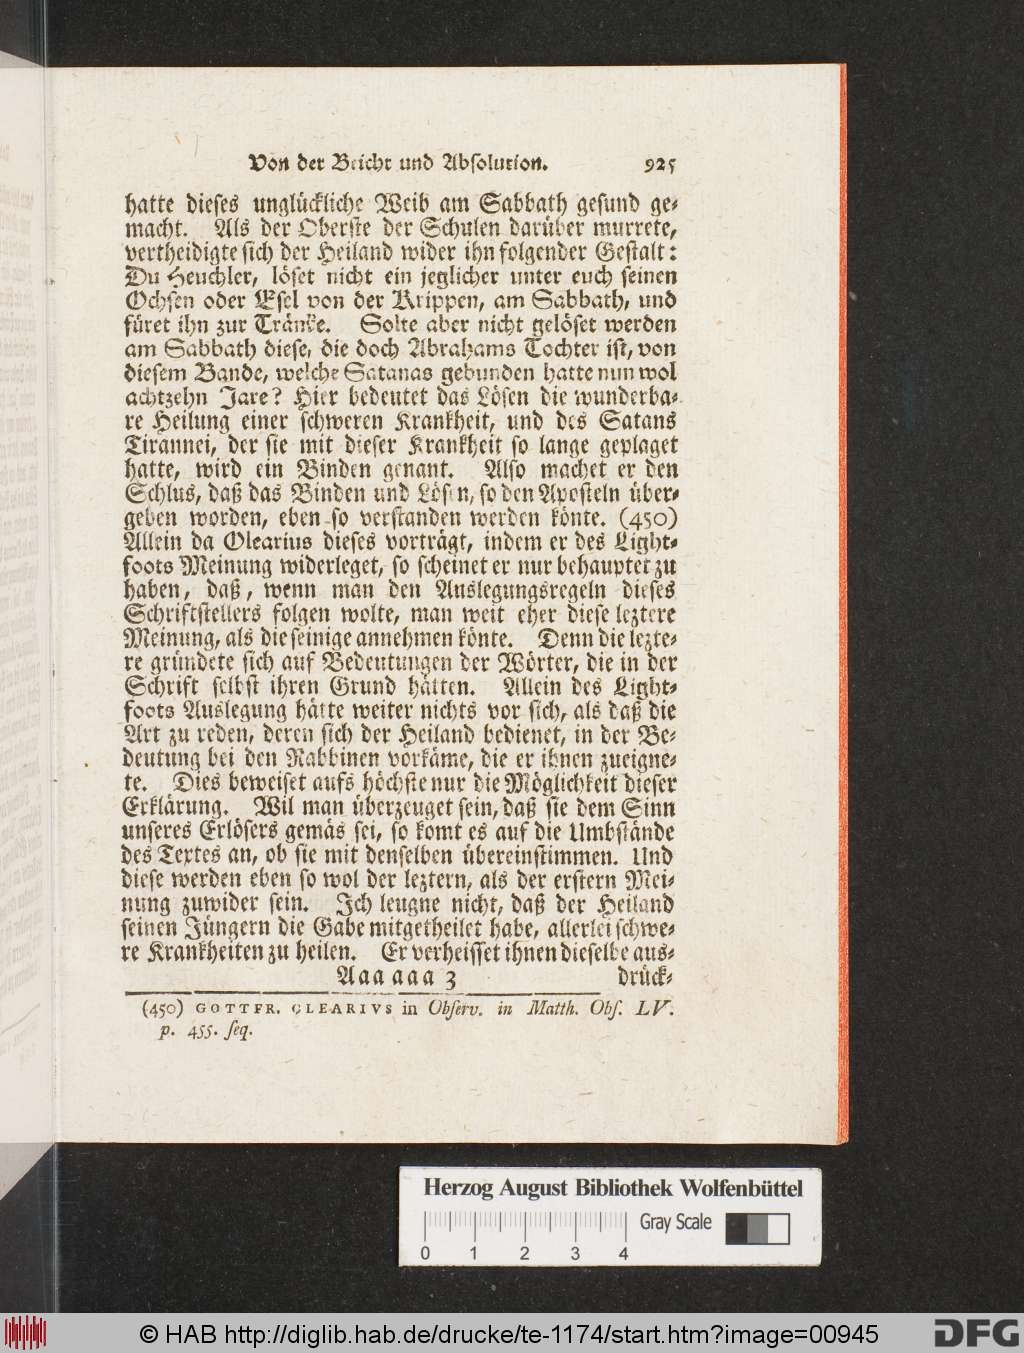 Von der Beicht und Absolution. 925
hatte dieses unglückliche Weib am Sabbath gesund ge-
macht. Als der Oberste der Schulen darüber murrete,
vertheidigte sich der Heiland wider ihn folgender Gestalt:
Du Heuchler, löset nicht ein jeglicher unter euch seinen
Ochsen oder Esel von der Krippen, am Sabbath, und
füret ihn zur Tränke. Solte aber nicht gelöset werden
am Sabbath diese, die doch Abrahams Tochter ist, von
diesem Bande, welche Satanas gebunden hatte nun wol
achtzehn Jare? Hier bedeutet das Lösen die wunderba-
re Heilung einer schweren Krankheit, und des Satans
Tirannei, der sie mit dieser Krankheit so lange geplaget
hatte, wird ein Binden genant. Also machet er den
Schlus, daß das Binden und Lösen, so den Aposteln über-
geben worden, eben so verstanden werden könte. (450)
Allein da Olearius dieses vorträgt, indem er des Light-
foots Meinung widerleget, so scheinet er nur behauptet zu
haben, daß, wenn man den Auslegungsregeln dieses
Schriftstellers folgen wolte, man weit eher diese leztere
Meinung, als die seinige annehmen könte. Denn die lezte-
re gründete sich auf Bedeutungen der Wörter, die in der
Schrift selbst ihren Grund hätten. Allein des Light-
foots Auslegung hätte weiter nichts vor sich, als daß die
Art zu reden, deren sich der Heiland bedienet, in der Be-
deutung bei den Rabbinen vorkäme, die er ihnen zueigne-
te. Dies beweiset aufs höchste nur die Möglichkeit dieser
Erklärung. Wil man überzeuget sein, daß sie dem Sinn
unseres Erlösers gemäs sei, so komt es auf die Umbstände
des Textes an, ob sie mit denselben übereinstimmen. Und
diese werden eben so wol der leztern, als der erstern Mei-
nung zuwider sein. Ich leugne nicht, daß der Heiland
seinen Jüngern die Gabe mitgetheilet habe, allerlei schwe-
re Krankheiten zu heilen. Er verheisset ihnen dieselbe aus-
Aaa aaa 3 drück-
(450) GOTTFR. OLEARIVS in Observ. in Matth. Obs. LV.
p. 455. seq.
Herzog August Bibliothek Wolfenbüttel
Gray Scale
0 1 2 3 4
© HAB http://diglib.hab.de/drucke/te-1174/start.htm?image=00945
DFG